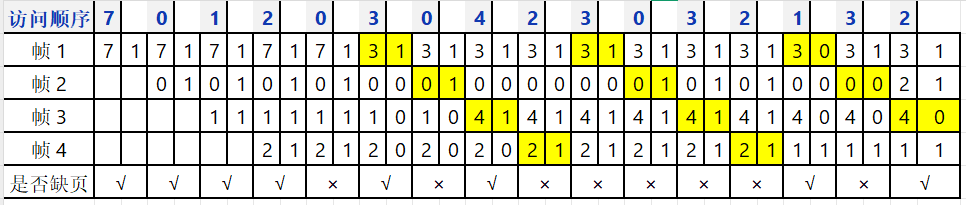 访问顺序 7 0 1 2 0 3 0 4 2 3 0 3 2 1 3 2
帧 1 7 1 7 1 7 1 7 1 7 1 3 1 3 1 3 1 3 1 3 1 3 1 3 1 3 1 3 0 3 1 3 1
帧 2 0 1 0 1 0 1 0 1 0 0 0 1 0 0 0 0 0 0 0 1 0 1 0 1 0 0 0 0 2 1
帧 3 1 1 1 1 1 1 1 0 1 0 4 1 4 1 4 1 4 1 4 1 4 1 4 0 4 0 4 0
帧 4 2 1 2 1 2 0 2 0 2 0 2 1 2 1 2 1 2 1 2 1 1 1 1 1 1 1
是否缺页 √ √ √ √ × √ × √ × × × × × √ × √